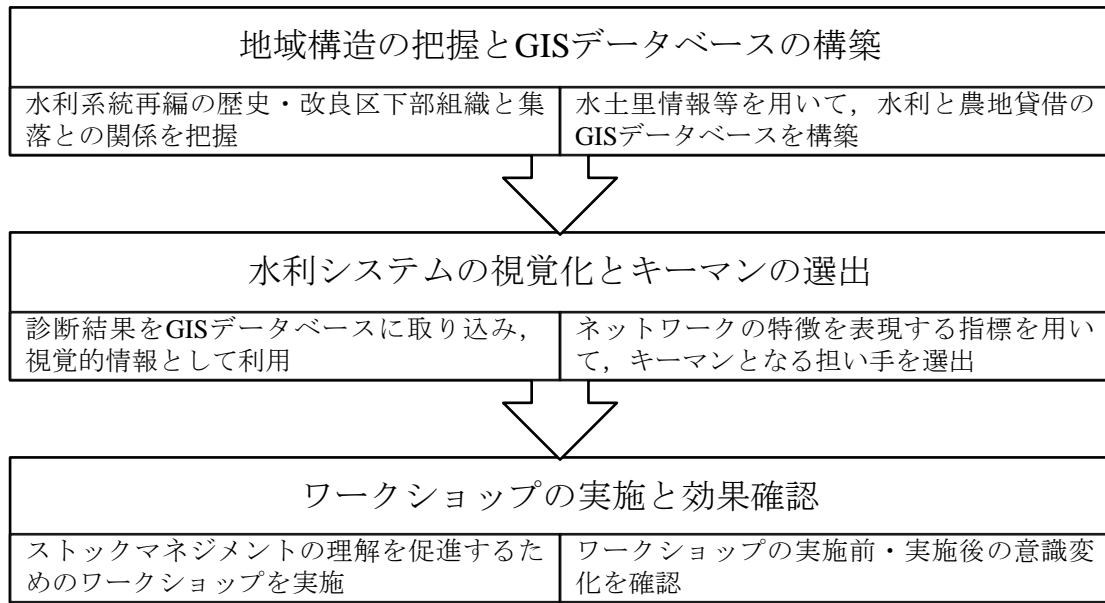 地域構造の把握とGISデータベースの構築
水利系統再編の歴史・改良区下部組織と集
落との関係を把握
水土里情報等を用いて，水利と農地貸借の
GISデータベースを構築
水利システムの視覚化とキーマンの選出
診断結果をGISデータベースに取り込み，
視覚的情報として利用
ネットワークの特徴を表現する指標を用い
て，キーマンとなる担い手を選出
ワークショップの実施と効果確認
ストックマネジメントの理解を促進するた
めのワークショップを実施
ワークショップの実施前・実施後の意識変
化を確認